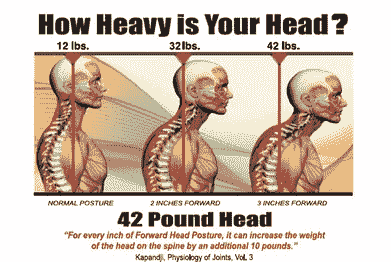 How Heavy is Your Head?
12 lbs. 32 lbs. 42 lbs.
NORMAL POSTURE 2 INCHES FORWARD 3 INCHES FORWARD
42 Pound Head
"For every inch of Forward Head Posture, it can increase the weight
of the head on the spine by an additional 10 pounds."
Kapandji, Physiology of Joints, Vol. 3